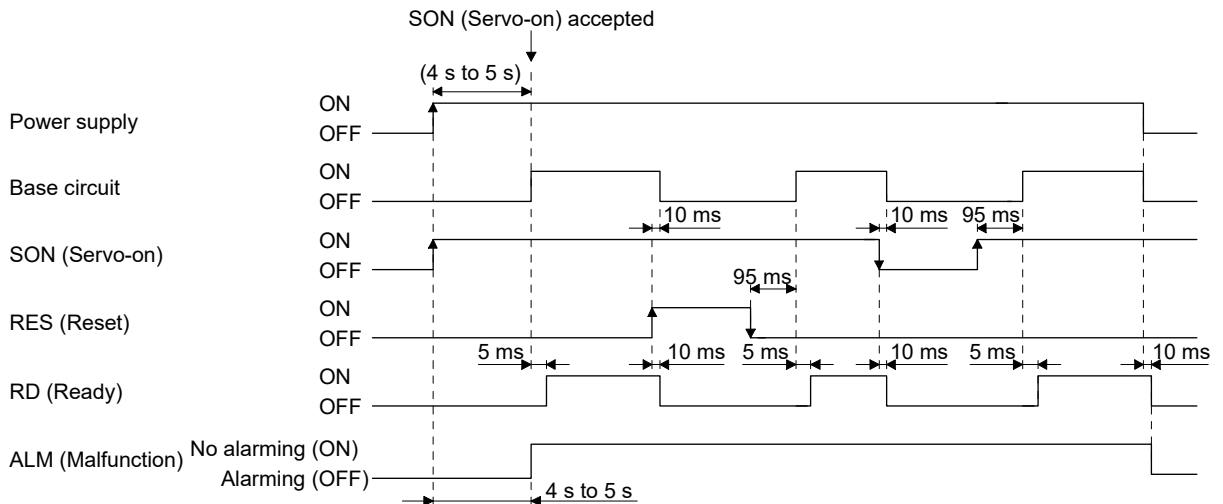 SON (Servo-on) accepted
(4 s to 5 s)
Power supply
ON
OFF
Base circuit
ON
OFF
10 ms
10 ms
95 ms
SON (Servo-on)
ON
OFF
95 ms
RES (Reset)
ON
OFF
5 ms
10 ms
5 ms
10 ms
5 ms
10 ms
RD (Ready)
ON
OFF
ALM (Malfunction)
No alarming (ON)
Alarming (OFF)
4 s to 5 s